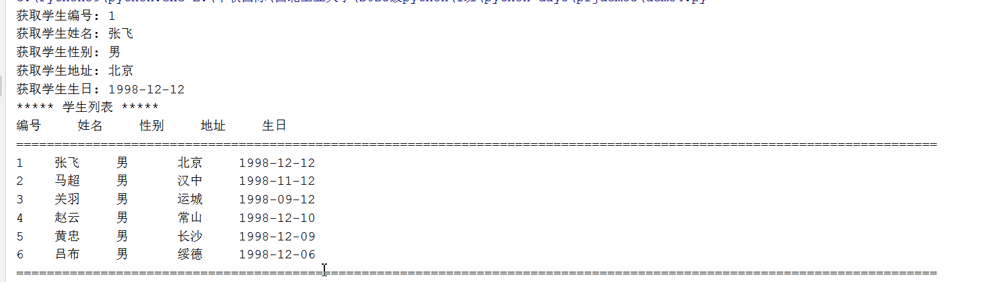 获取学生编号: 1
获取学生姓名: 张飞
获取学生性别: 男
获取学生地址: 北京
获取学生生日: 1998-12-12
***** 学生列表 *****
编号 姓名 性别 地址 生日
========================================================================================================================
1 张飞 男 北京 1998-12-12
2 马超 男 汉中 1998-11-12
3 关羽 男 运城 1998-09-12
4 赵云 男 常山 1998-12-10
5 黄忠 男 长沙 1998-12-09
6 吕布 男 绥德 1998-12-06
========================================================================================================================